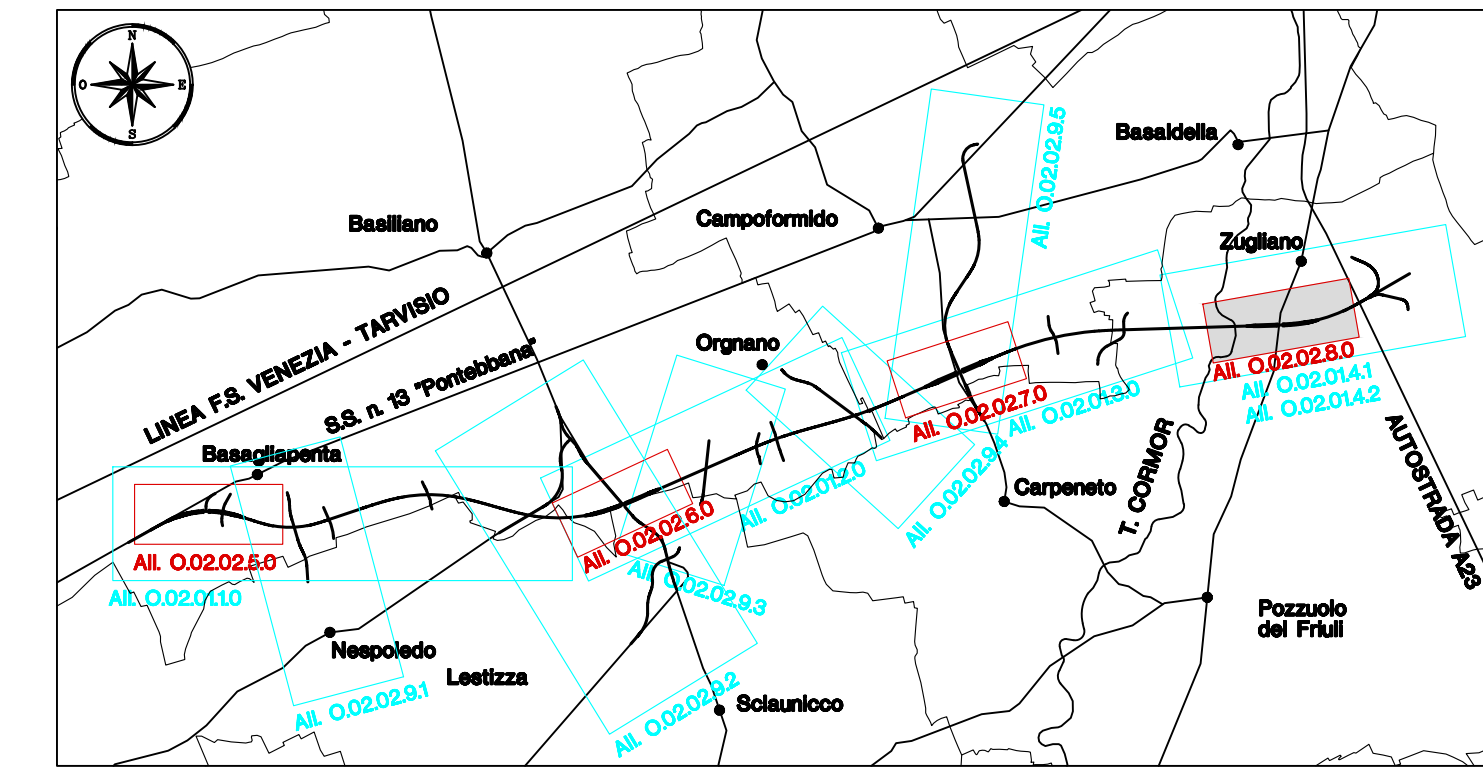 N
O
E
S
Basiliano
Campoformido
Basaldella
Zugliano
All. O.02.02.9.5
LINEA F.S. VENEZIA - TARVISIO
S.S. n. 13 "Pontebbana"
Orgnano
Basagliapenta
All. O.02.02.5.0
All. O.02.01.1.0
All. O.02.02.6.0
All. O.02.01.2.0
All. O.02.02.7.0
All. O.02.01.3.0
All. O.02.02.8.0
All. O.02.01.4.1
All. O.02.01.4.2
All. O.02.02.9.4
Carpeneto
T. CORMOR
AUTOSTRADA A23
All. O.02.02.9.3
Nespoledo
Lestizza
All. O.02.02.9.1
All. O.02.02.9.2
Sclaunicco
Pozzuolo
del Friuli